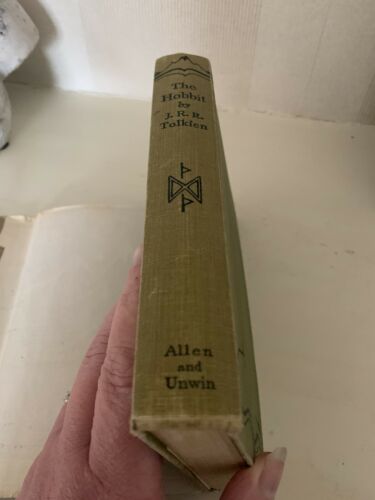 The
Hobbit
by
J. R. R.
Tolkien
Allen
and
Unwin